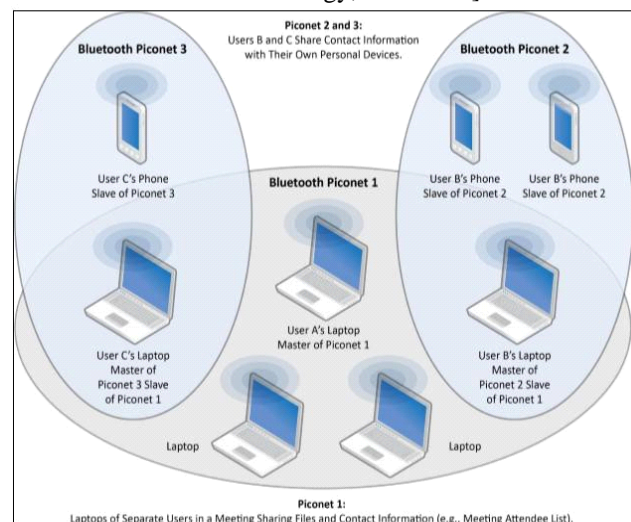 Piconet 2 and 3:
Users B and C Share Contact Information
with Their Own Personal Devices.
Bluetooth Piconet 3
Bluetooth Piconet 2
User C's Phone
Slave of Piconet 3
User B's Phone
Slave of Piconet 2
User B's Phone
Slave of Piconet 2
Bluetooth Piconet 1
User A's Laptop
Master of Piconet 1
User C's Laptop
Master of
Piconet 3 Slave
of Piconet 1
User B's Laptop
Master of
Piconet 2 Slave
of Piconet 1
Laptop
Laptop
Piconet 1:
Laptops of Separate Users in a Meeting Sharing Files and Contact Information (e.g., Meeting Attendee List).